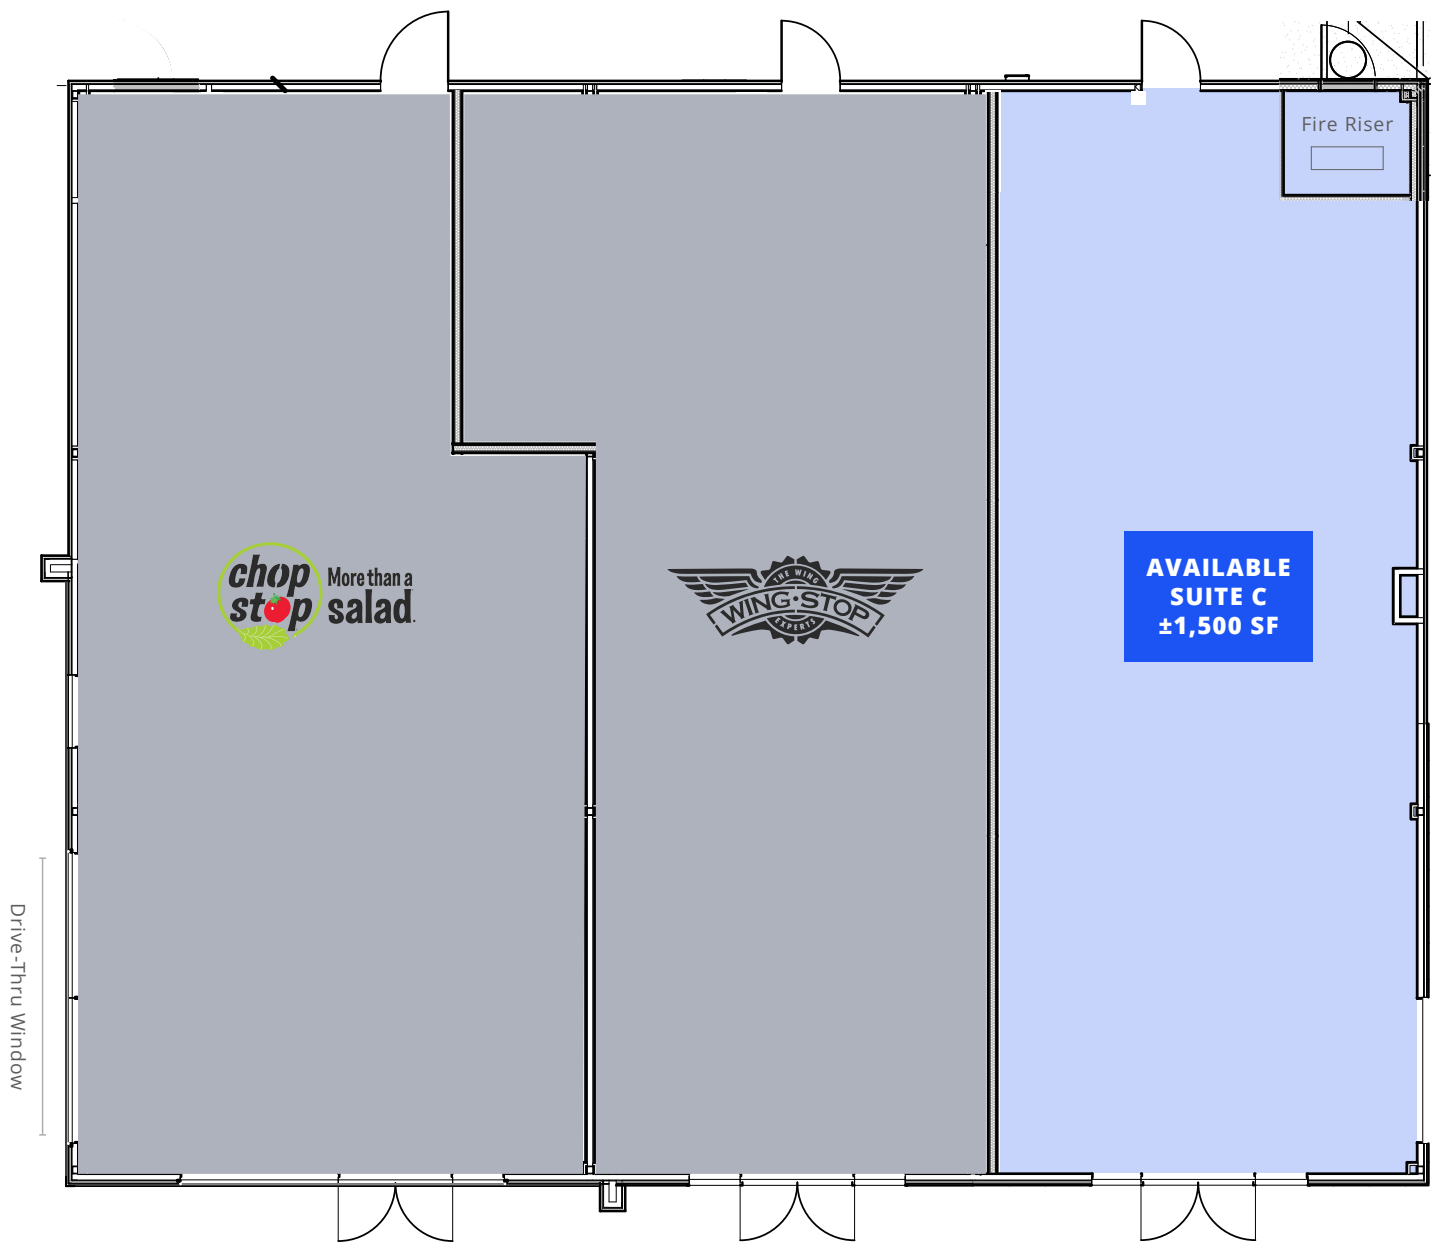 Fire Riser
chop
stop
More than a
salad.
THE WING
WING·STOP
EXPERTS
AVAILABLE
SUITE C
±1,500 SF
Drive-Thru Window